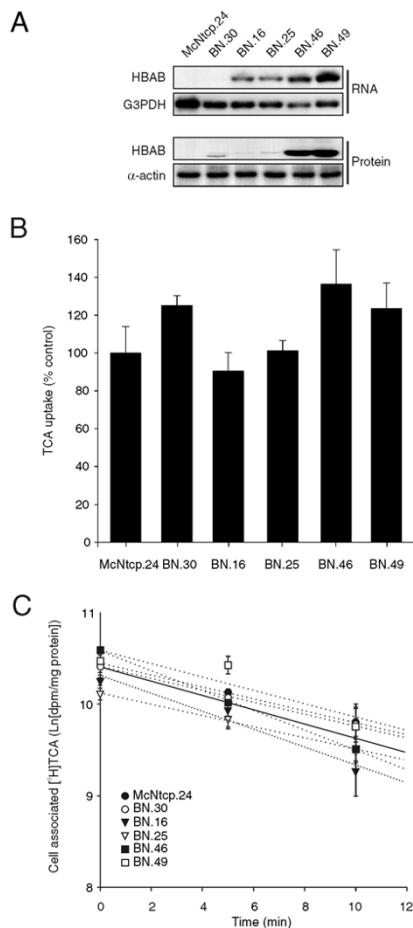 A
McNtcp.24
BN.30
BN.16
BN.25
BN.46
BN.49
HBAB
G3PDH
RNA
HBAB
α-actin
Protein
B
TCA uptake (% control)
160
140
120
100
80
60
40
20
0
McNtcp.24 BN.30 BN.16 BN.25 BN.46 BN.49
C
Cell associated [³H]TCA (Ln[dpm/mg protein])
11
10
9
8
McNtcp.24
BN.30
BN.16
BN.25
BN.46
BN.49
0 2 4 6 8 10 12
Time (min)